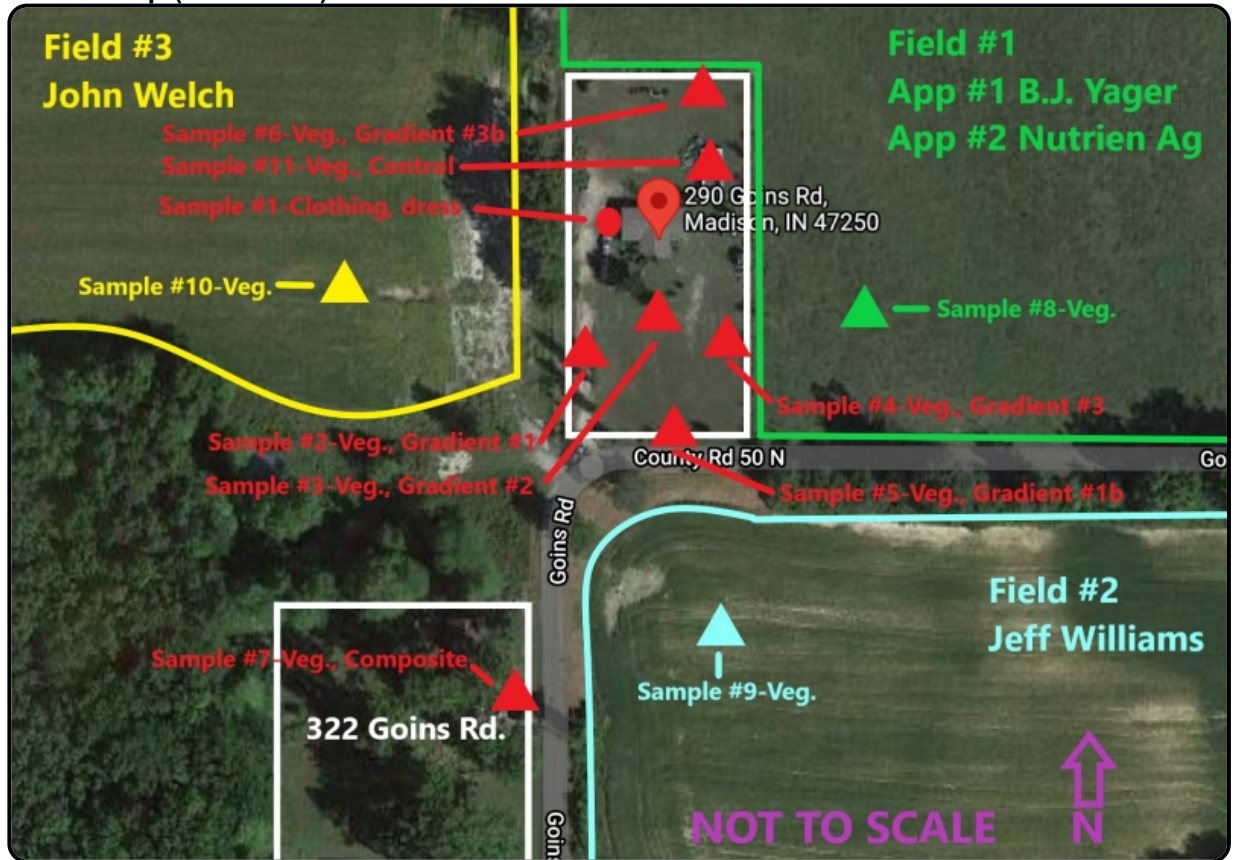 Field #3
John Welch
Field #1
App #1 B.J. Yager
App #2 Nutrien Ag
Sample #6-Veg., Gradient #3b
Sample #11-Veg., Control
Sample #1-Clothing, dress
290 Goins Rd,
Madison, IN 47250
Sample #10-Veg.
Sample #8-Veg.
Sample #4-Veg., Gradient #3
Sample #2-Veg., Gradient #1
County Rd 50 N
Go
Sample #3-Veg., Gradient #2
Sample #5-Veg., Gradient #1b
Goins Rd
Field #2
Jeff Williams
Sample #7-Veg., Composite
Sample #9-Veg.
322 Goins Rd.
NOT TO SCALE
N
Goins